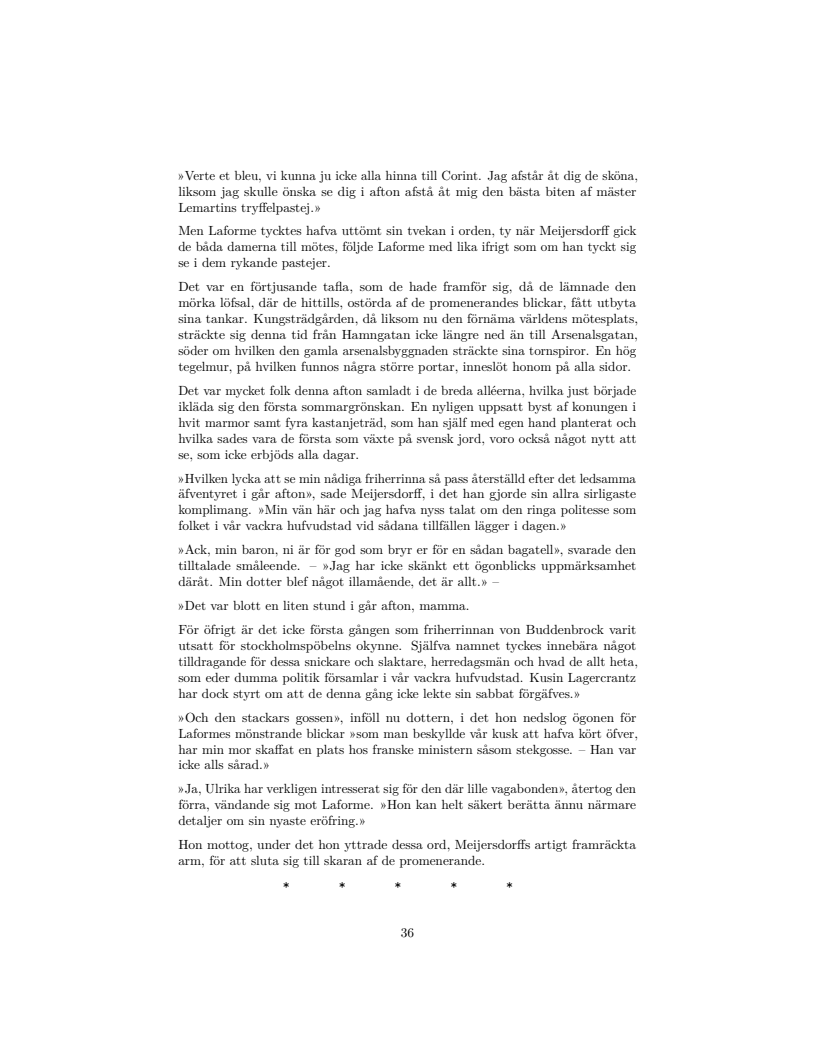 »Verte et bleu, vi kunna ju icke alla hinna till Corint. Jag afstår åt dig de sköna,
liksom jag skulle önska se dig i afton afstå åt mig den bästa biten af mäster
Lemartins tryffelpastej.»
Men Laforme tycktes hafva uttömt sin tvekan i orden, ty när Meijersdorff gick
de båda damerna till mötes, följde Laforme med lika ifrigt som om han tyckt sig
se i dem rykande pastejer.
Det var en förtjusande tafla, som de hade framför sig, då de lämnade den
mörka löfsal, där de hittills, ostörda af de promenerandes blickar, fått utbyta
sina tankar. Kungsträdgården, då liksom nu den förnäma världens mötesplats,
sträckte sig denna tid från Hamngatan icke längre ned än till Arsenalsgatan,
söder om hvilken den gamla arsenalsbyggnaden sträckte sina tornspiror. En hög
tegelmur, på hvilken funnos några större portar, inneslöt honom på alla sidor.
Det var mycket folk denna afton samladt i de breda alléerna, hvilka just började
ikläda sig den första sommargrönskan. En nyligen uppsatt byst af konungen i
hvit marmor samt fyra kastanjeträd, som han själf med egen hand planterat och
hvilka sades vara de första som växte på svensk jord, voro också något nytt att
se, som icke erbjöds alla dagar.
»Hvilken lycka att se min nådiga friherrinna så pass återställd efter det ledsamma
äfventyret i går afton», sade Meijersdorff, i det han gjorde sin allra sirligaste
komplimang. »Min vän här och jag hafva nyss talat om den ringa politesse som
folket i vår vackra hufvudstad vid sådana tillfällen lägger i dagen.»
»Ack, min baron, ni är för god som bryr er för en sådan bagatell», svarade den
tilltalade småleende. – »Jag har icke skänkt ett ögonblicks uppmärksamhet
däråt. Min dotter blef något illamående, det är allt.» –
»Det var blott en liten stund i går afton, mamma.
För öfrigt är det icke första gången som friherrinnan von Buddenbrock varit
utsatt för stockholmspöbelns okynne. Själfva namnet tyckes innebära något
tilldragande för dessa snickare och slaktare, herredagsmän och hvad de allt heta,
som eder dumma politik församlar i vår vackra hufvudstad. Kusin Lagercrantz
har dock styrt om att de denna gång icke lekte sin sabbat förgäfves.»
»Och den stackars gossen», inföll nu dottern, i det hon nedslog ögonen för
Laformes mönstrande blickar »som man beskyllde vår kusk att hafva kört öfver,
har min mor skaffat en plats hos franske ministern såsom stekgosse. – Han var
icke alls sårad.»
»Ja, Ulrika har verkligen intresserat sig för den där lille vagabonden», återtog den
förra, vändande sig mot Laforme. »Hon kan helt säkert berätta ännu närmare
detaljer om sin nyaste eröfring.»
Hon mottog, under det hon yttrade dessa ord, Meijersdorffs artigt framräckta
arm, för att sluta sig till skaran af de promenerande.
* * * * *
36